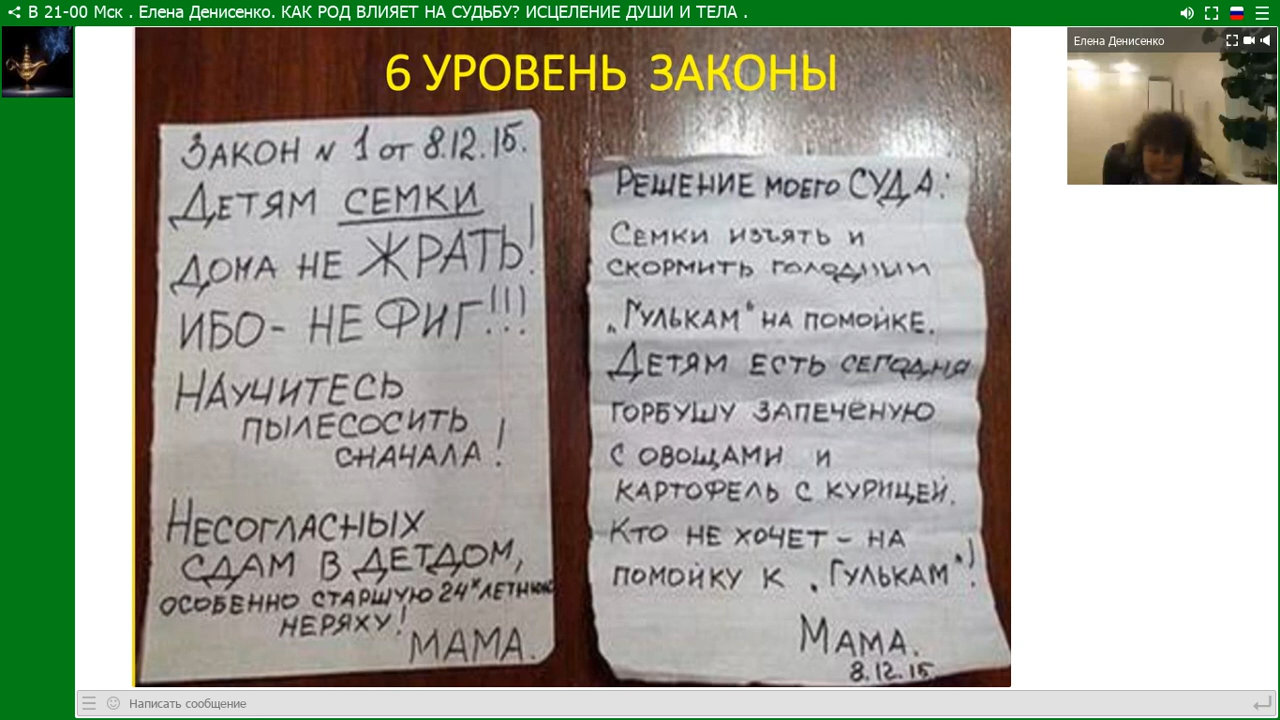 В 21-00 Мск . Елена Денисенко. КАК РОД ВЛИЯЕТ НА СУДЬБУ? ИСЦЕЛЕНИЕ ДУШИ И ТЕЛА .
Елена Денисенко
6 УРОВЕНЬ ЗАКОНЫ
ЗАКОН N 1 ОТ 8.12.15.
ДЕТЯМ СЕМКИ
ДОМА НЕ ЖРАТЬ!
ИБО - НЕ ФИГ!!!
НАУЧИТЕСЬ
ПЫЛЕСОСИТЬ
СНАЧАЛА!
НЕСОГЛАСНЫХ
СДАМ В ДЕТДОМ,
ОСОБЕННО СТАРШУЮ 24Х ЛЕТНЮЮ
НЕРЯХУ!
МАМА.
РЕШЕНИЕ МОЕГО СУДА:
СЕМКИ ИЗЪЯТЬ И
СКОРМИТЬ ГОЛОДНЫМ
„ГУЛЬКАМ“ НА ПОМОЙКЕ.
ДЕТЯМ ЕСТЬ СЕГОДНЯ
ГОРБУШУ ЗАПЕЧЁНУЮ
С ОВОЩАМИ И
КАРТОФЕЛЬ С КУРИЦЕЙ.
КТО НЕ ХОЧЕТ - НА
ПОМОЙКУ К „ГУЛЬКАМ“!
МАМА.
8.12.15
Написать сообщение